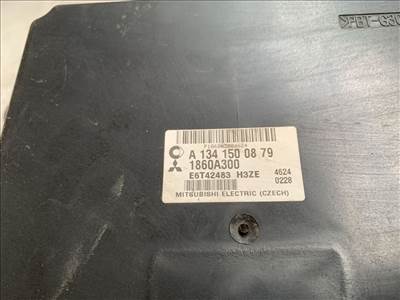 A 134 150 08 79
1860A300
E6T42483 H3ZE
4624
0228
MITSUBISHI ELECTRIC (CZECH)